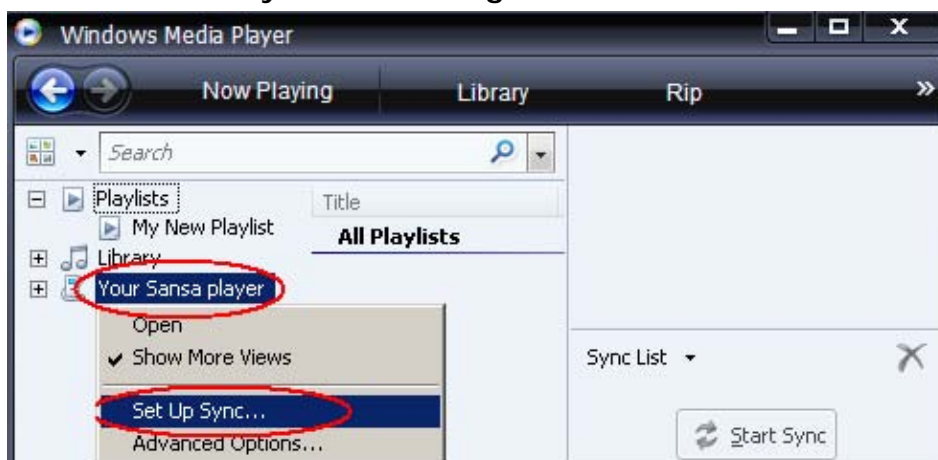 Windows Media Player
Now Playing Library Rip »
Search
Playlists Title
My New Playlist All Playlists
Library
Your Sansa player
Open
Show More Views Sync List
Set Up Sync...
Advanced Options... Start Sync